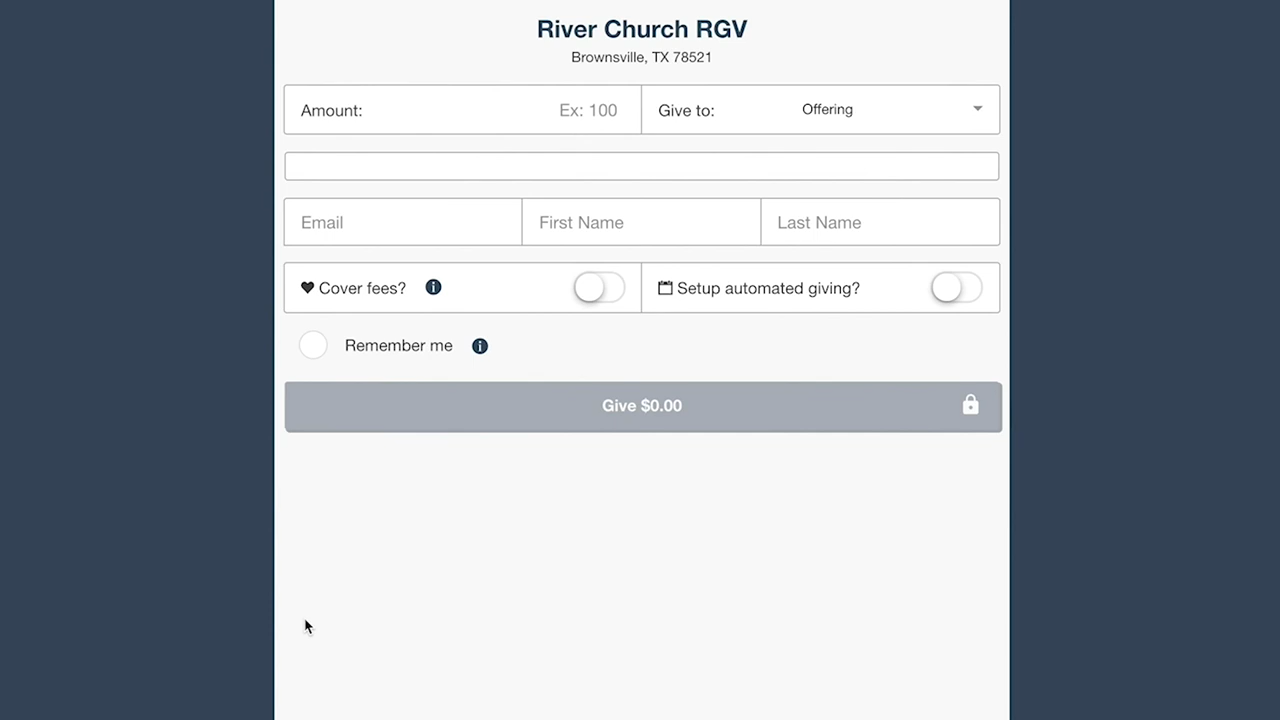 River Church RGV
Brownsville, TX 78521
Amount: Ex: 100 Give to: Offering
Email First Name Last Name
Cover fees? i Setup automated giving?
Remember me i
Give $0.00